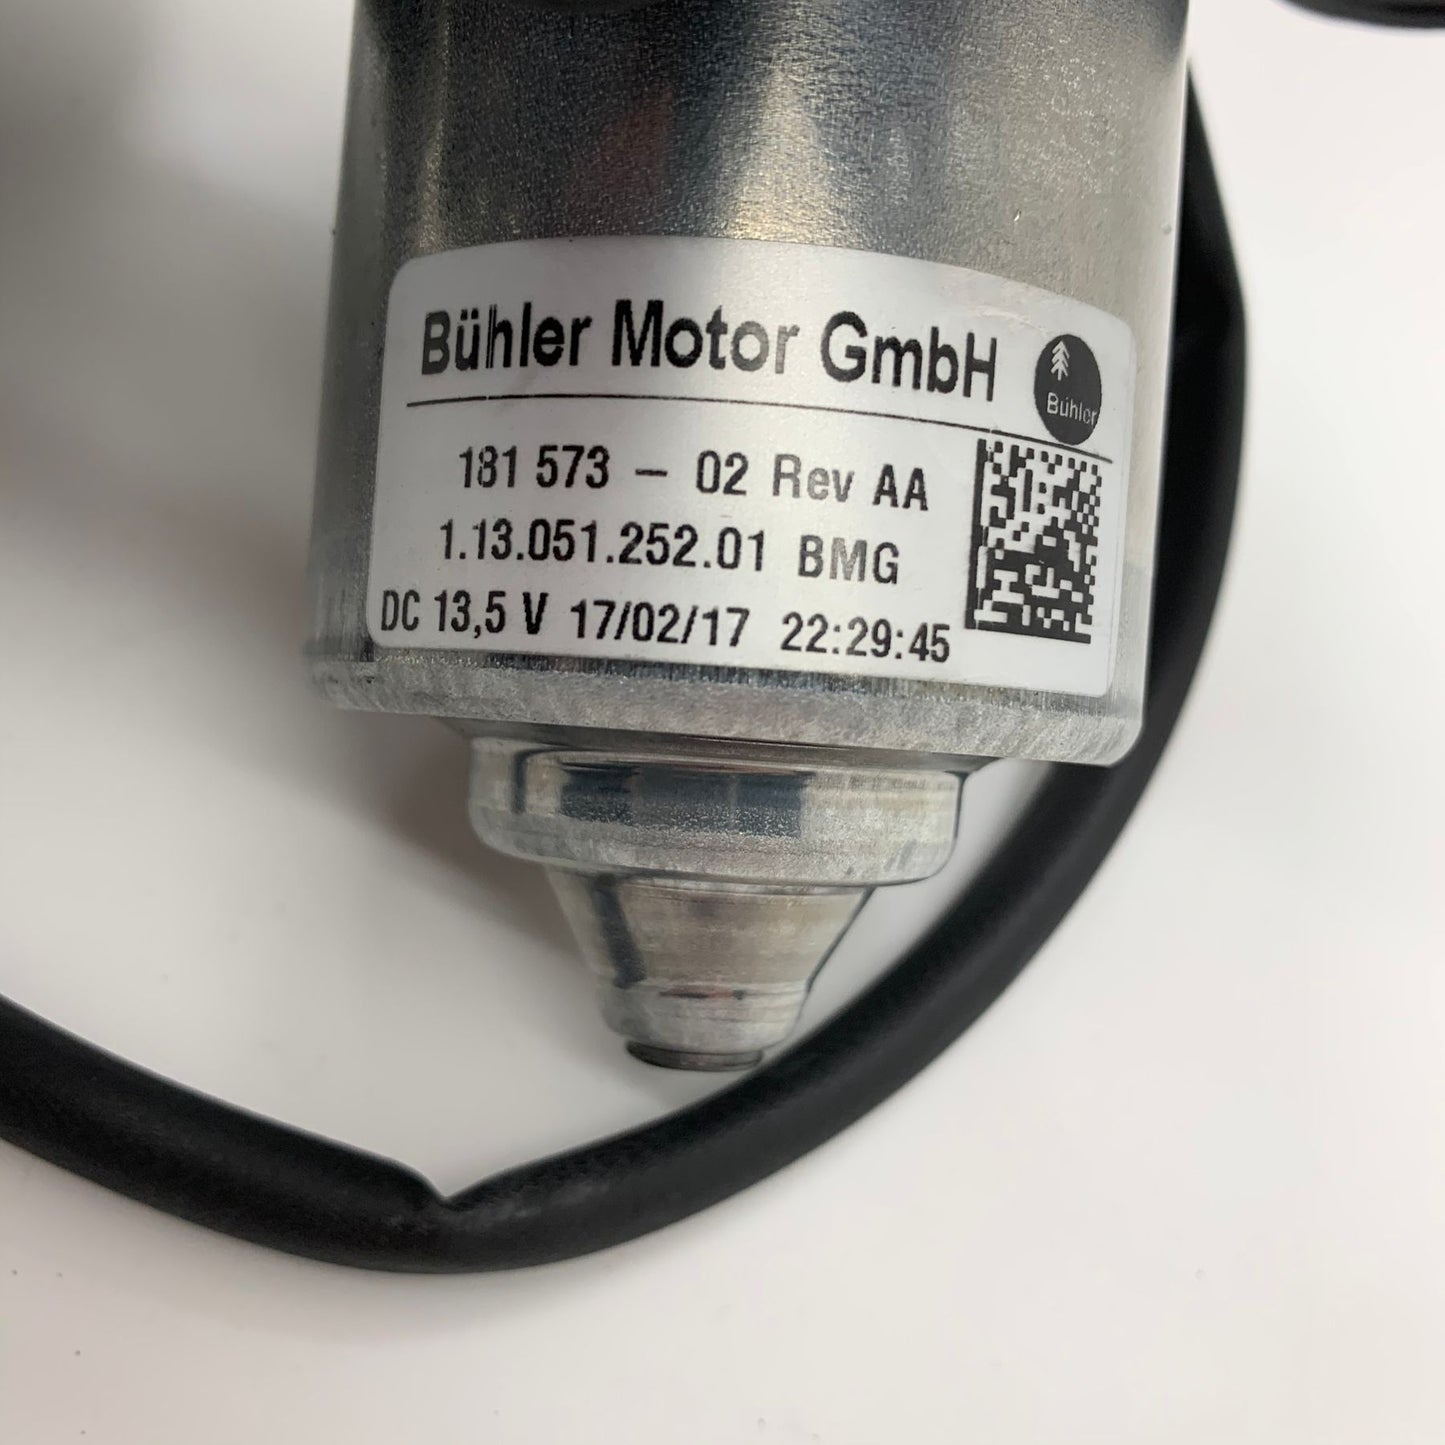 Bühler Motor GmbH
Bühler
181 573 – 02 Rev AA
1.13.051.252.01 BMG
DC 13,5 V 17/02/17 22:29:45